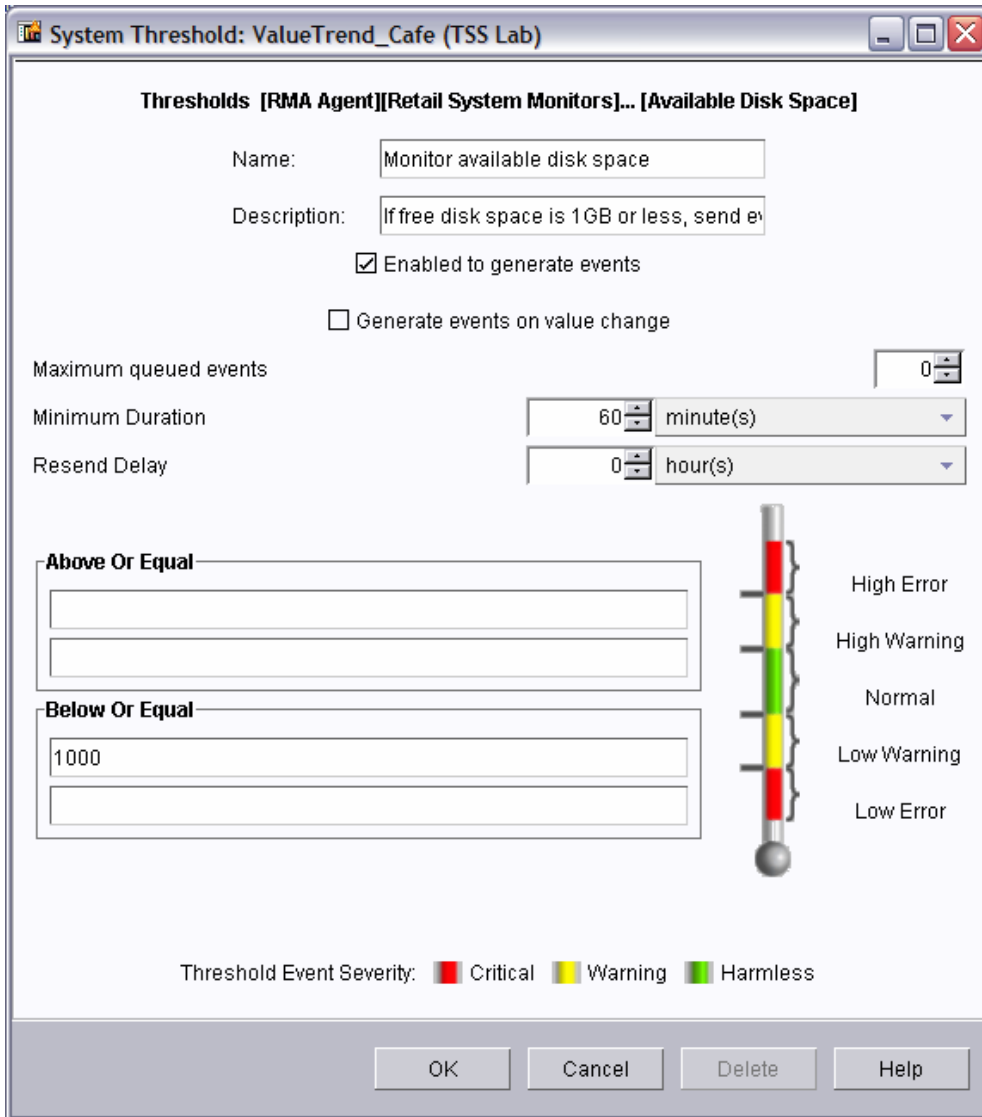 System Threshold: ValueTrend_Cafe (TSS Lab)
Thresholds [RMA Agent][Retail System Monitors]... [Available Disk Space]
Name: Monitor available disk space
Description: If free disk space is 1GB or less, send ev
Enabled to generate events
Generate events on value change
Maximum queued events 0
Minimum Duration 60 minute(s)
Resend Delay 0 hour(s)
Above Or Equal
High Error
High Warning
Normal
Below Or Equal
1000
Low Warning
Low Error
Threshold Event Severity: Critical Warning Harmless
OK Cancel Delete Help